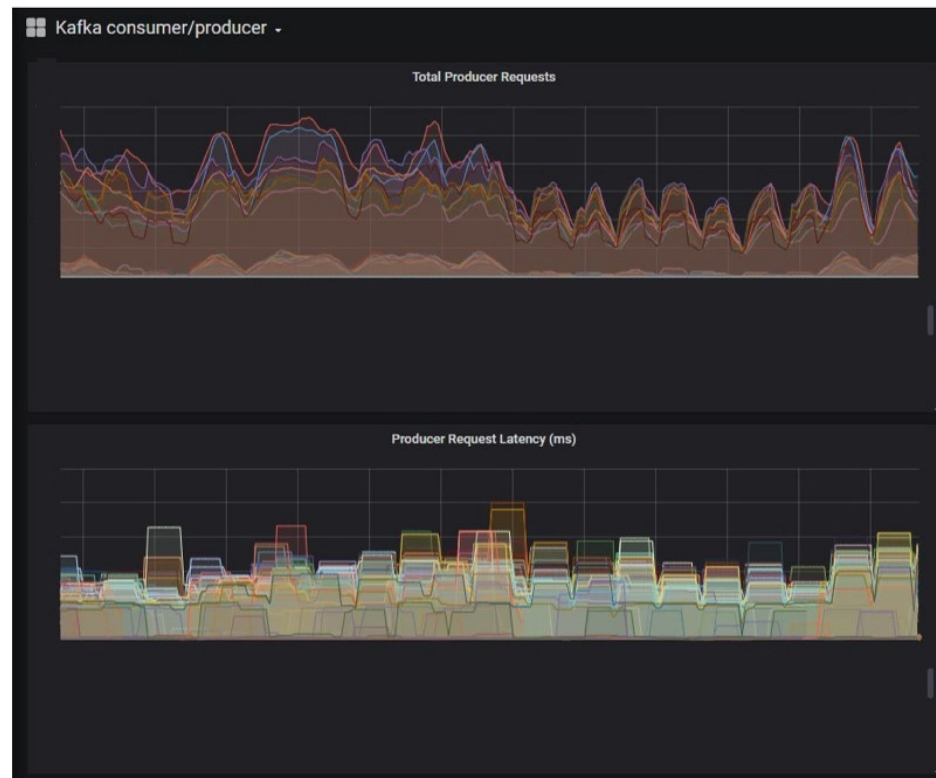 Kafka consumer/producer
Total Producer Requests
Producer Request Latency (ms)